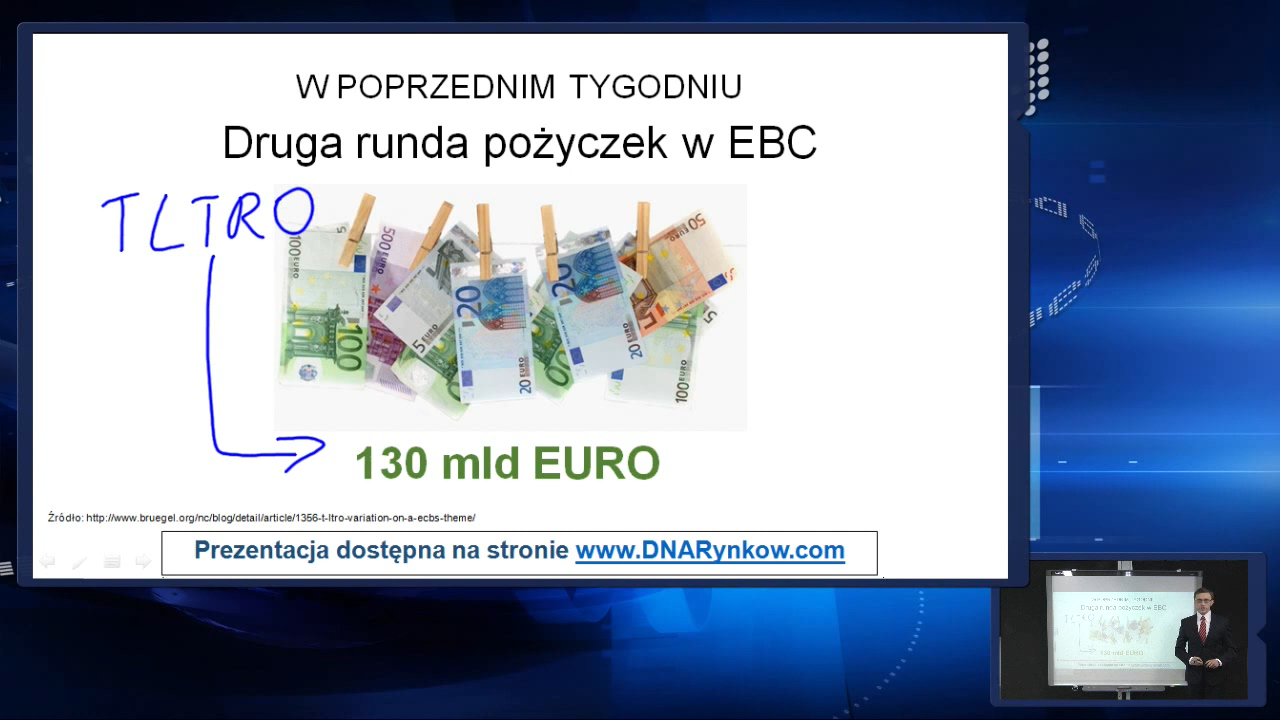 W POPRZEDNIM TYGODNIU
Druga runda pożyczek w EBC
TLTRO
130 mld EURO
Źródło: http://www.bruegel.org/nc/blog/detail/article/1356-t-ltro-variation-on-a-ecbs-theme/
Prezentacja dostępna na stronie www.DNARynkow.com